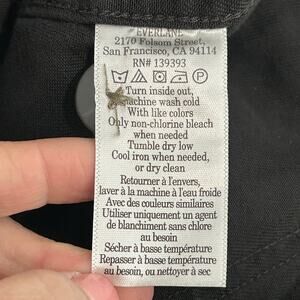 EVERLANE
2170 Folsom Street,
San Francisco, CA 94114
RN# 139393
Turn inside out,
machine wash cold
With like colors
Only non-chlorine bleach
when needed
Tumble dry low
Cool iron when needed,
or dry clean
Retourner à l'envers,
laver à la machine à l'eau froide
Avec des couleurs similaires
Utiliser uniquement un agent
de blanchiment sans chlore
au besoin
Sécher à basse température
Repasser à basse température
au besoin, ou nettoyer à sec